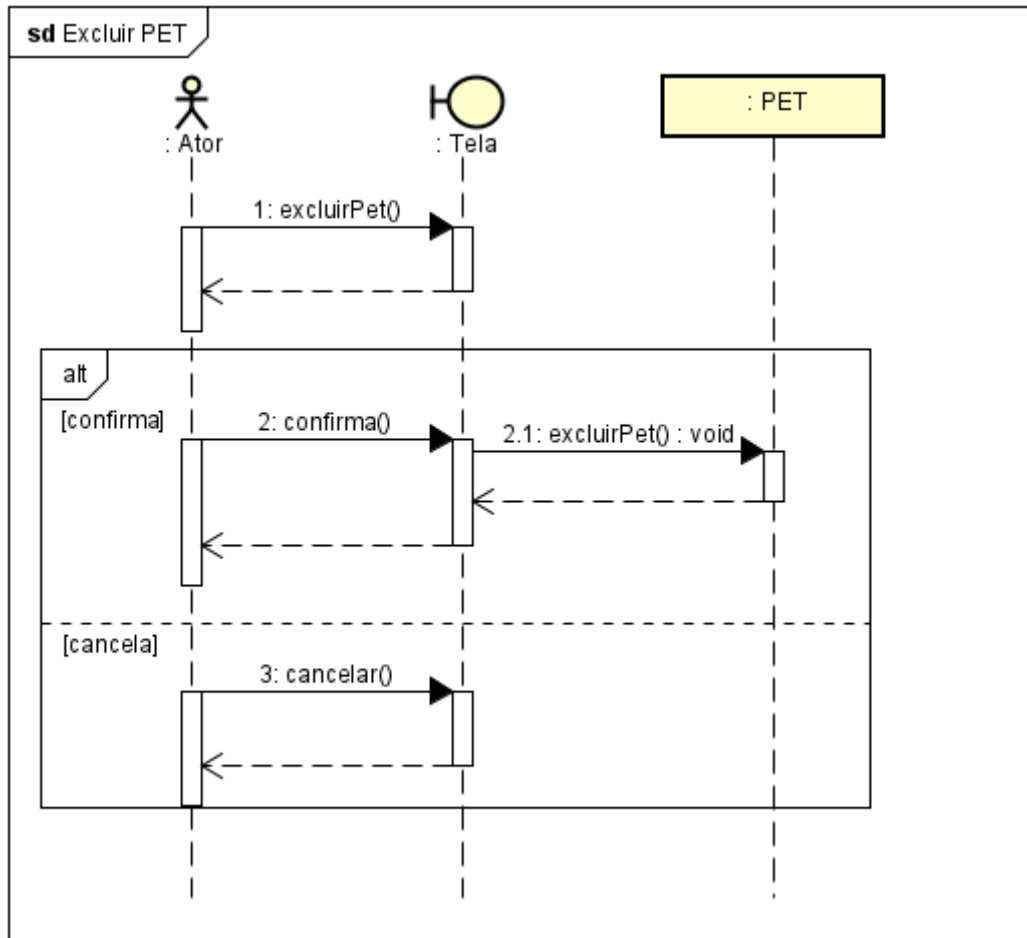 sd Excluir PET
: Ator
: Tela
: PET
1: excluirPet()
alt
[confirma]
2: confirma()
2.1: excluirPet() : void
[cancela]
3: cancelar()